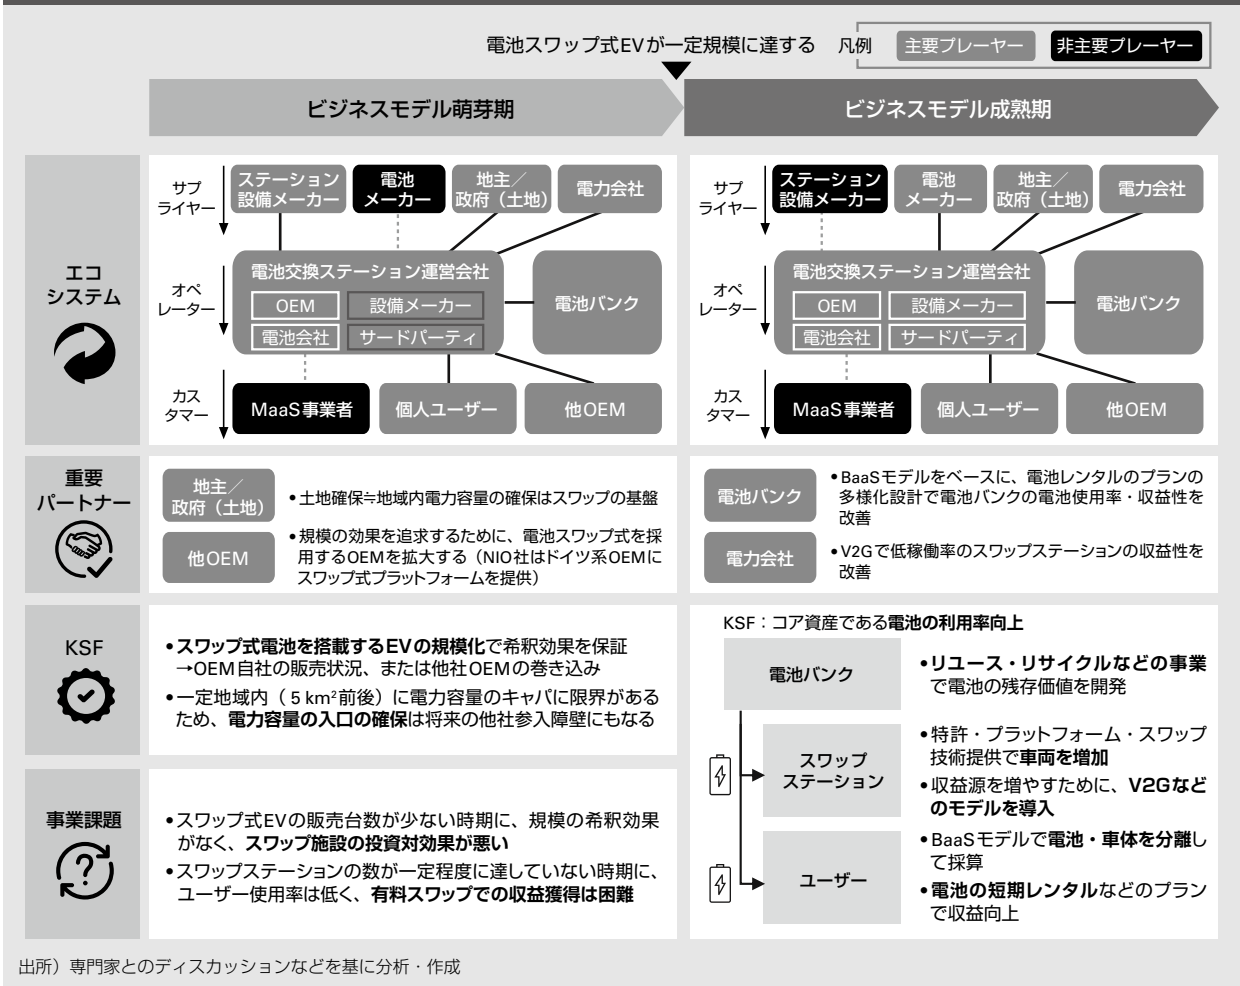 電池スワップ式EVが一定規模に達する
凡例
主要プレーヤー
非主要プレーヤー
ビジネスモデル萌芽期
ビジネスモデル成熟期
エコ
システム
サプ
ライヤー
ステーション
設備メーカー
電池
メーカー
地主／
政府（土地）
電力会社
オペ
レーター
電池交換ステーション運営会社
OEM
設備メーカー
電池会社
サードパーティ
電池バンク
カス
タマー
MaaS事業者
個人ユーザー
他OEM
サプ
ライヤー
ステーション
設備メーカー
電池
メーカー
地主／
政府（土地）
電力会社
オペ
レーター
電池交換ステーション運営会社
OEM
設備メーカー
電池会社
サードパーティ
電池バンク
カス
タマー
MaaS事業者
個人ユーザー
他OEM
重要
パートナー
地主／
政府（土地）
•土地確保≒地域内電力容量の確保はスワップの基盤
他OEM
•規模の効果を追求するために、電池スワップ式を採
用するOEMを拡大する（NIO社はドイツ系OEMに
スワップ式プラットフォームを提供）
電池バンク
•BaaSモデルをベースに、電池レンタルのプランの
多様化設計で電池バンクの電池使用率・収益性を
改善
電力会社
•V2Gで低稼働率のスワップステーションの収益性を
改善
KSF
•スワップ式電池を搭載するEVの規模化で希釈効果を保証
→OEM自社の販売状況、または他社OEMの巻き込み
•一定地域内（5km²前後）に電力容量のキャパに限界がある
ため、電力容量の入口の確保は将来の他社参入障壁にもなる
事業課題
•スワップ式EVの販売台数が少ない時期に、規模の希釈効果
がなく、スワップ施設の投資対効果が悪い
•スワップステーションの数が一定程度に達していない時期に、
ユーザー使用率は低く、有料スワップでの収益獲得は困難
KSF：コア資産である電池の利用率向上
電池バンク
•リユース・リサイクルなどの事業
で電池の残存価値を開発
スワップ
ステーション
•特許・プラットフォーム・スワップ
技術提供で車両を増加
•収益源を増やすために、V2Gなど
のモデルを導入
ユーザー
•BaaSモデルで電池・車体を分離し
て採算
•電池の短期レンタルなどのプラン
で収益向上
出所）専門家とのディスカッションなどを基に分析・作成